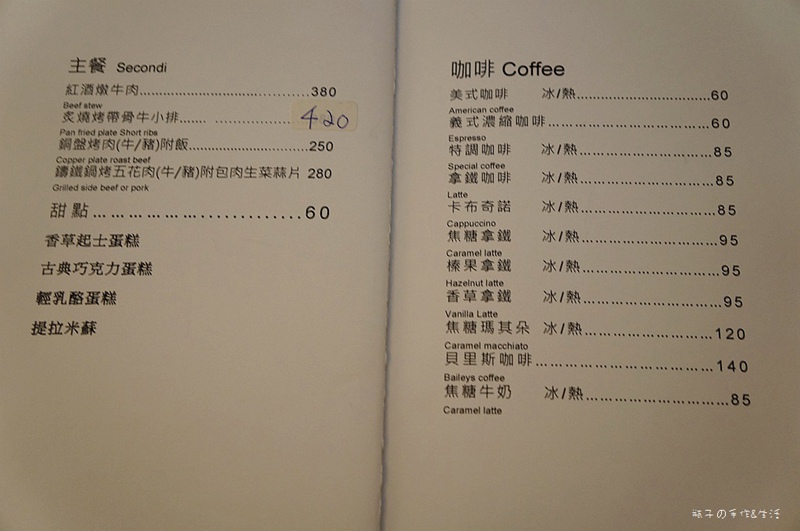 主餐 Secondi
紅酒燉牛肉..............................380
Beef stew
炙燒烤帶骨牛小排...... .................. 420
Pan fried plate Short ribs
銅盤烤肉(牛/豬)附飯..........................250
Copper plate roast beef
鑄鐵鍋烤五花肉(牛/豬)附包肉生菜蒜片 280
Grilled side beef or pork
甜點..............................60
香草起士蛋糕
古典巧克力蛋糕
輕乳酪蛋糕
提拉米蘇
咖啡 Coffee
美式咖啡 冰/熱..............................60
American coffee
義式濃縮咖啡..............................60
Espresso
特調咖啡 冰/熱..............................85
Special coffee
拿鐵咖啡 冰/熱..............................85
Latte
卡布奇諾 冰/熱..............................85
Cappuccino
焦糖拿鐵 冰/熱..............................95
Caramel latte
榛果拿鐵 冰/熱..............................95
Hazelnut latte
香草拿鐵 冰/熱..............................95
Vanilla Latte
焦糖瑪其朵 冰/熱..............................120
Caramel macchiato
貝里斯咖啡..............................140
Baileys coffee
焦糖牛奶 冰/熱..............................85
Caramel latte
瓶子の手作&生活